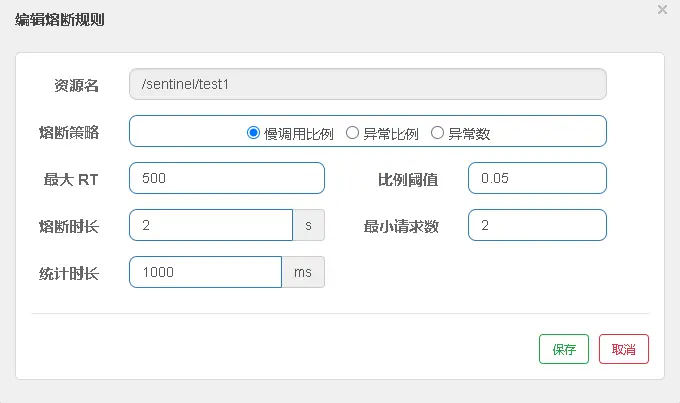 编辑熔断规则 ×
资源名 /sentinel/test1
熔断策略 慢调用比例 异常比例 异常数
最大 RT 500 比例阈值 0.05
熔断时长 2 s 最小请求数 2
统计时长 1000 ms
保存 取消